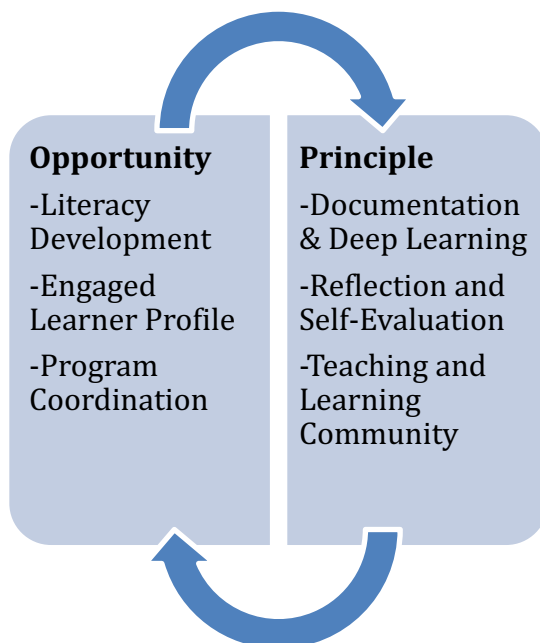 Opportunity
-Literacy
Development
-Engaged
Learner Profile
-Program
Coordination
Principle
-Documentation
& Deep Learning
-Reflection and
Self-Evaluation
-Teaching and
Learning
Community